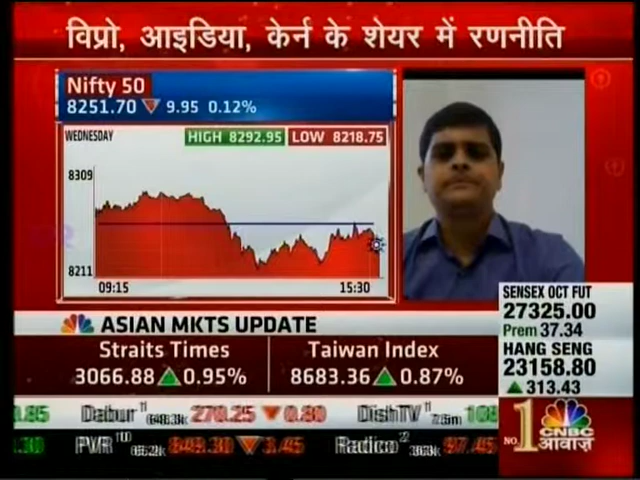 विप्रो, आइडिया, केर्न के शेयर में रणनीति
Nifty 50
8251.70 ▼ 9.95 0.12%
WEDNESDAY HIGH 8292.95 LOW 8218.75
8309
8211
09:15 15:30
SENSEX OCT FUT
27325.00
Prem 37.34
HANG SENG
23158.80
▲ 313.43
ASIAN MKTS UPDATE
Straits Times Taiwan Index
3066.88 ▲ 0.95% 8683.36 ▲ 0.87%
Dabur 270.25 ▼ 0.80 DishTV
PVR 849.30 ▼ 3.45 Radico 97.45
NO. 1 CNBC
आवाज़